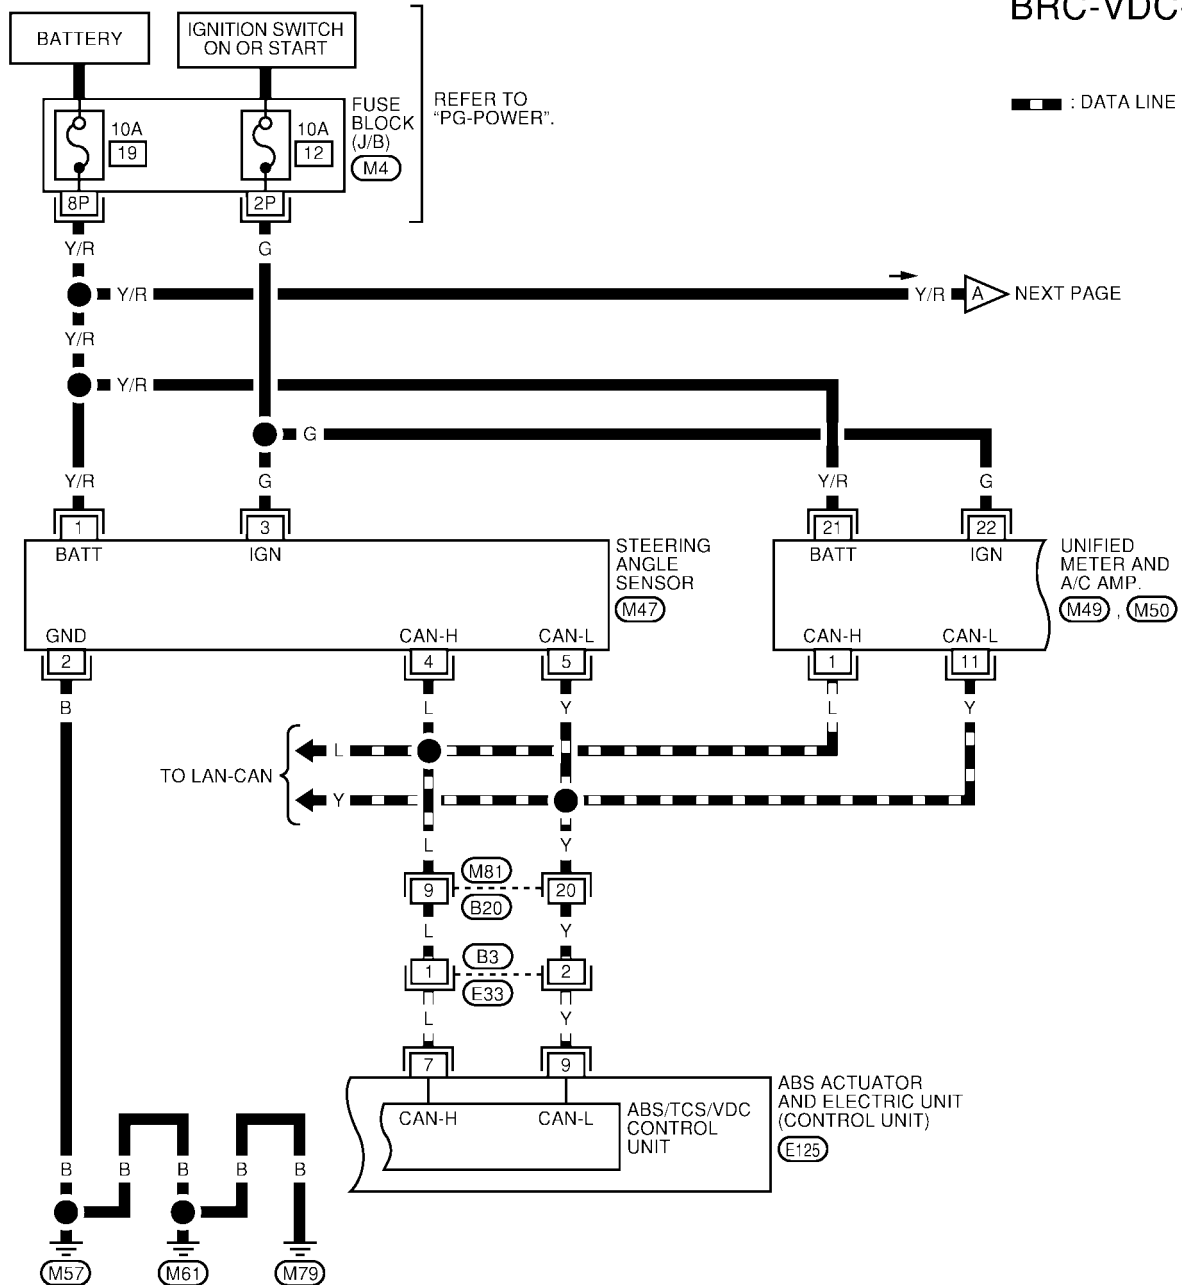 BRC-VDC-
BATTERY
IGNITION SWITCH
ON OR START
FUSE
BLOCK
(J/B)
M4
REFER TO
"PG-POWER".
: DATA LINE
10A
19
10A
12
8P
2P
Y/R
G
Y/R
Y/R
A
NEXT PAGE
Y/R
Y/R
G
Y/R
G
Y/R
G
1
3
21
22
BATT
IGN
BATT
IGN
STEERING
ANGLE
SENSOR
M47
UNIFIED
METER AND
A/C AMP.
M49 , M50
GND
CAN-H
CAN-L
CAN-H
CAN-L
2
4
5
1
11
B
L
Y
L
Y
TO LAN-CAN
L
Y
L
Y
9
M81
20
B20
L
Y
1
B3
2
E33
L
Y
7
9
CAN-H
CAN-L
ABS/TCS/VDC
CONTROL
UNIT
ABS ACTUATOR
AND ELECTRIC UNIT
(CONTROL UNIT)
E125
B
B
B
B
B
M57
M61
M79